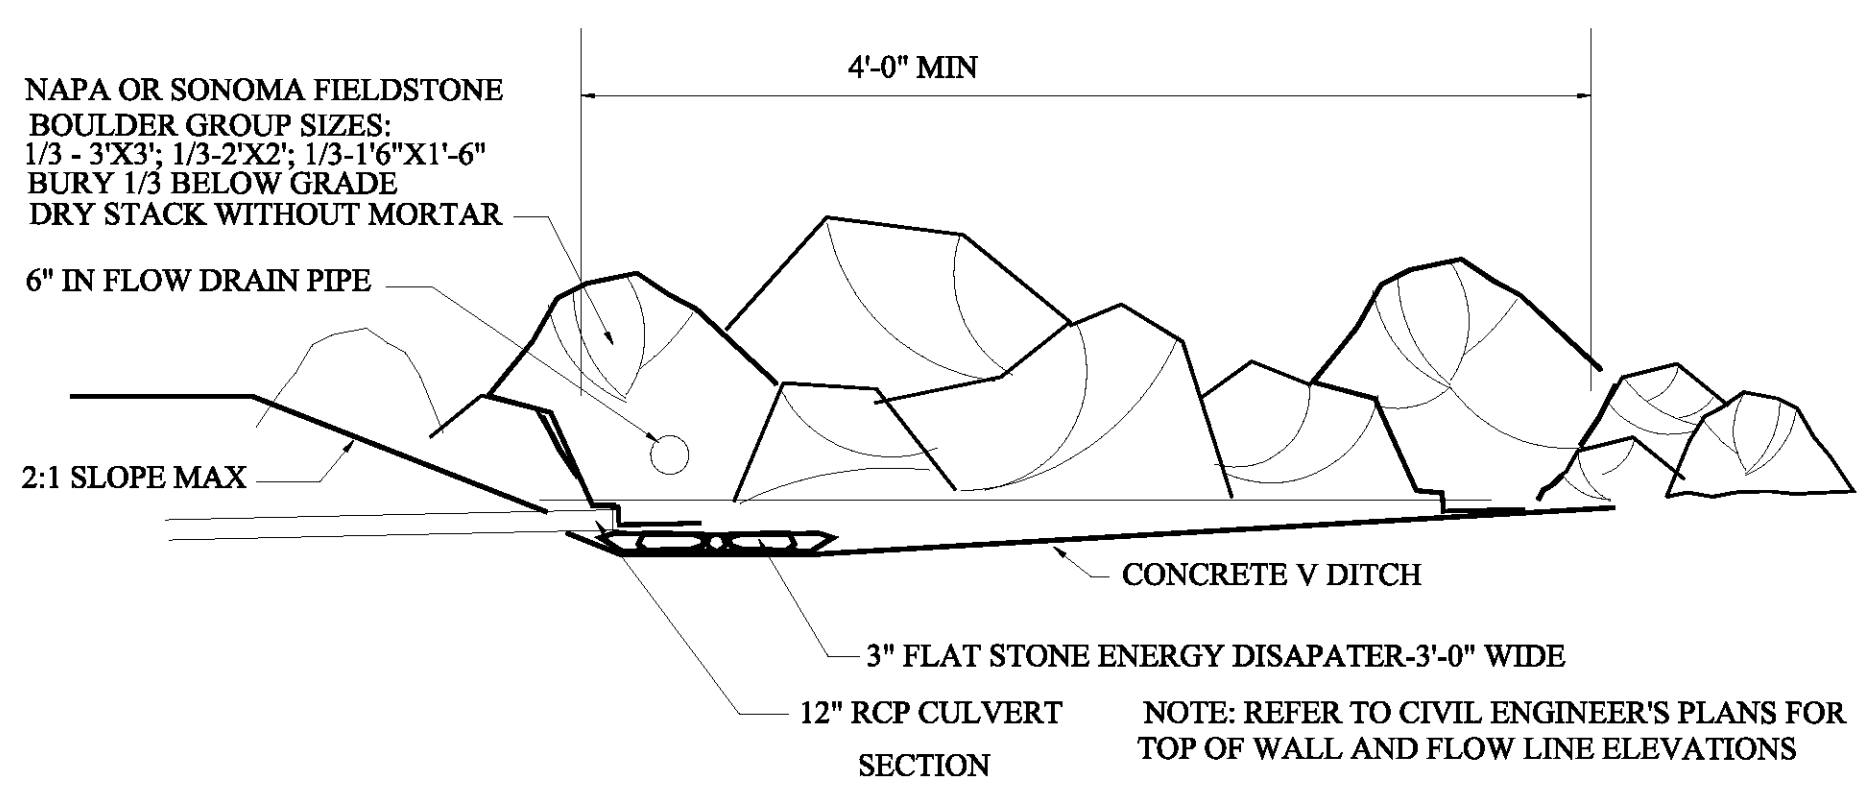 4'-0" MIN
NAPA OR SONOMA FIELDSTONE
BOULDER GROUP SIZES:
1/3 - 3'X3'; 1/3-2'X2'; 1/3-1'6"X1'-6"
BURY 1/3 BELOW GRADE
DRY STACK WITHOUT MORTAR
6" IN FLOW DRAIN PIPE
2:1 SLOPE MAX
CONCRETE V DITCH
3" FLAT STONE ENERGY DISAPATER-3'-0" WIDE
12" RCP CULVERT
SECTION
NOTE: REFER TO CIVIL ENGINEER'S PLANS FOR
TOP OF WALL AND FLOW LINE ELEVATIONS